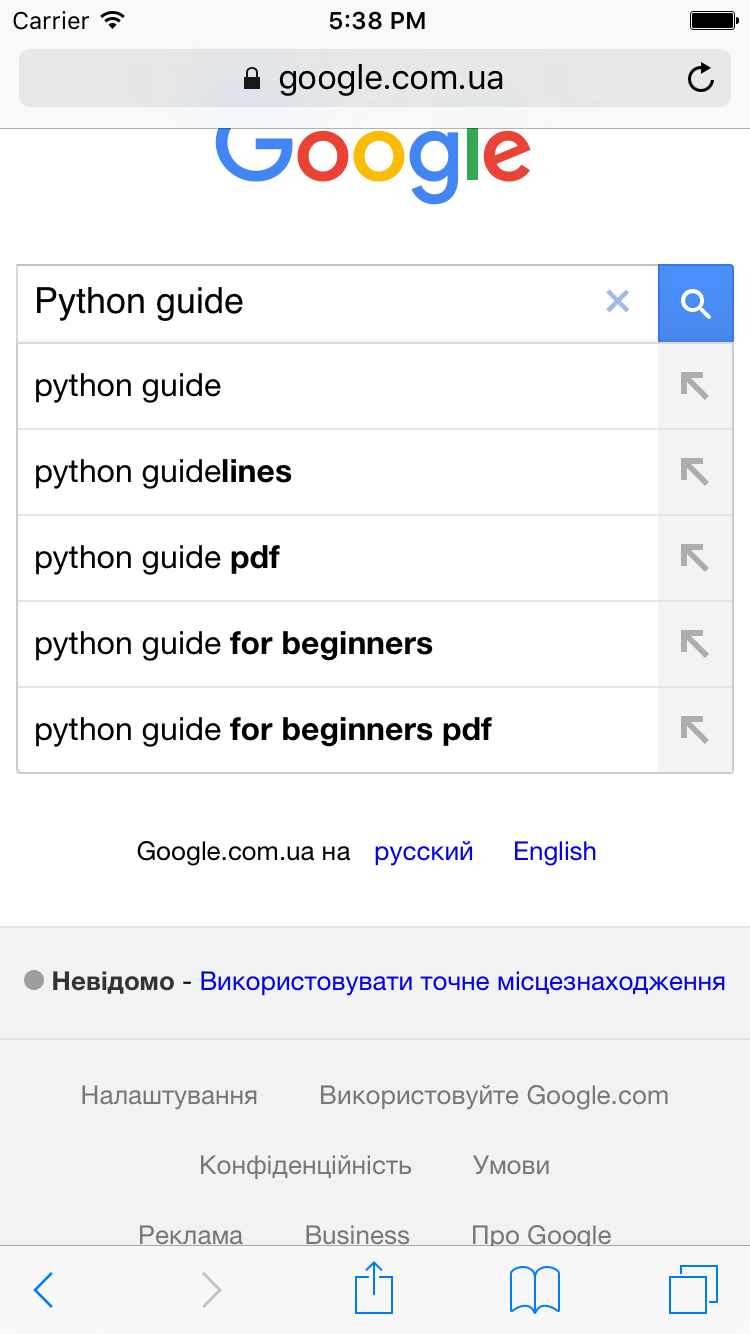 Carrier 5:38 PM
google.com.ua
Google
Python guide
python guide
python guidelines
python guide pdf
python guide for beginners
python guide for beginners pdf
Google.com.ua на русский English
Невідомо - Використовувати точне місцезнаходження
Налаштування Використовуйте Google.com
Конфіденційність Умови
Реклама Business Про Google